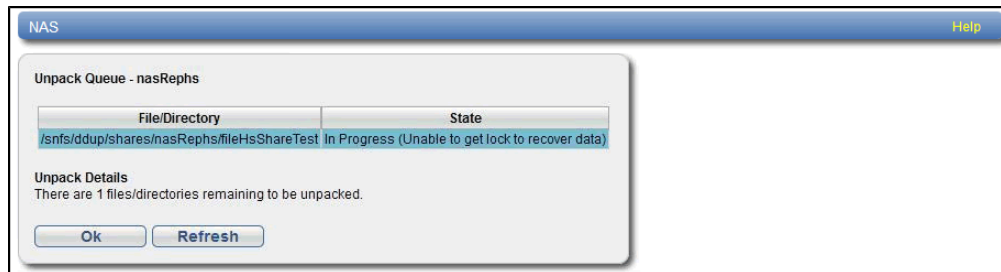 NAS Help
Unpack Queue - nasRephs
File/Directory State
/snfs/ddup/shares/nasRephs/fileHsShareTest In Progress (Unable to get lock to recover data)
Unpack Details
There are 1 files/directories remaining to be unpacked.
Ok Refresh